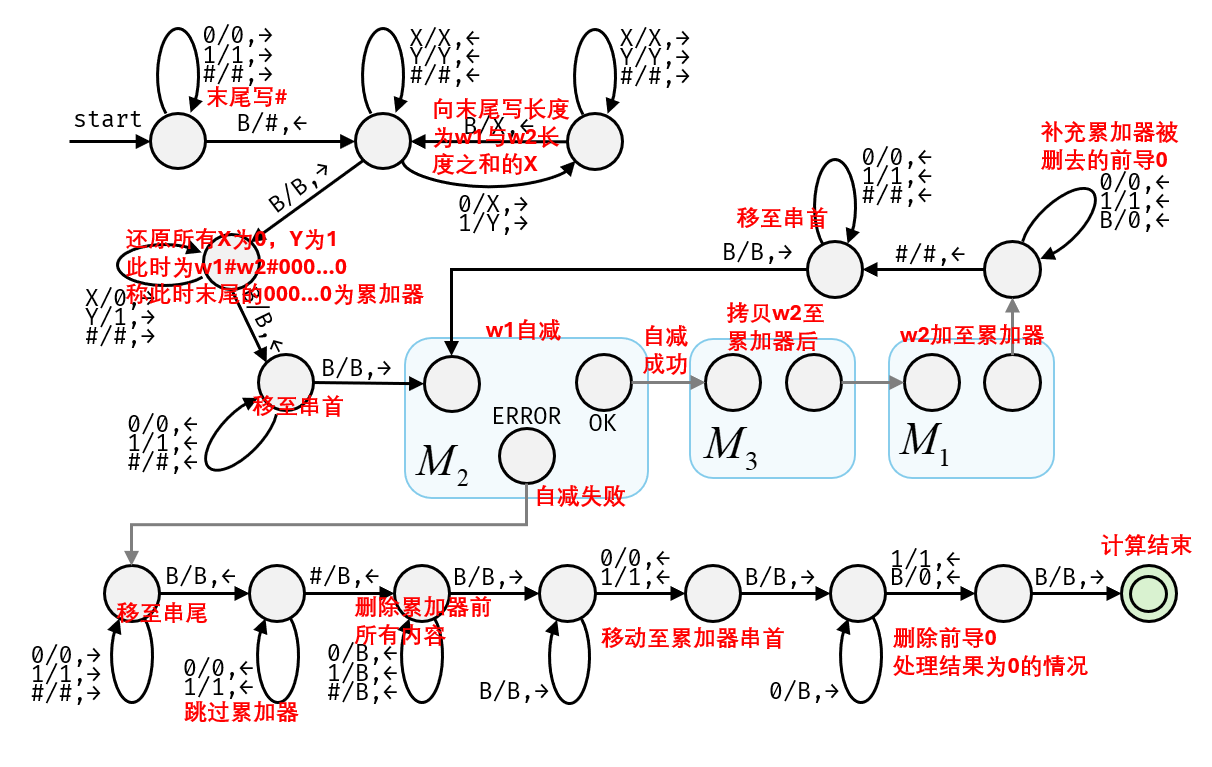 0/0,→
1/1,→
#/#,→
末尾写#
start
B/#,←
X/X,←
Y/Y,←
#/#,←
X/X,→
Y/Y,→
#/#,→
B/X,←
向末尾写长度
为w1与w2长
度之和的X
0/X,→
1/Y,→
B/B,→
还原所有X为0，Y为1
此时为w1#w2#000...0
称此时末尾的000...0为累加器
X/0,→
Y/1,→
#/#,→
B/B,←
移至串首
0/0,←
1/1,←
#/#,←
B/B,→
补充累加器被
删去的前导0
0/0,←
1/1,←
B/0,←
0/0,←
1/1,←
#/#,←
移至串首
B/B,→
#/#,←
w1自减
自减
成功
拷贝w2至
累加器后
w2加至累加器
ERROR
OK
M2
M3
M1
自减失败
B/B,←
移至串尾
0/0,→
1/1,→
#/#,→
#/B,←
0/0,←
1/1,←
跳过累加器
B/B,→
删除累加器前
所有内容
0/B,←
1/B,←
#/B,←
0/0,←
1/1,←
B/B,→
移动至累加器串首
B/B,→
1/1,←
B/0,←
0/B,→
删除前导0
处理结果为0的情况
B/B,→
计算结束